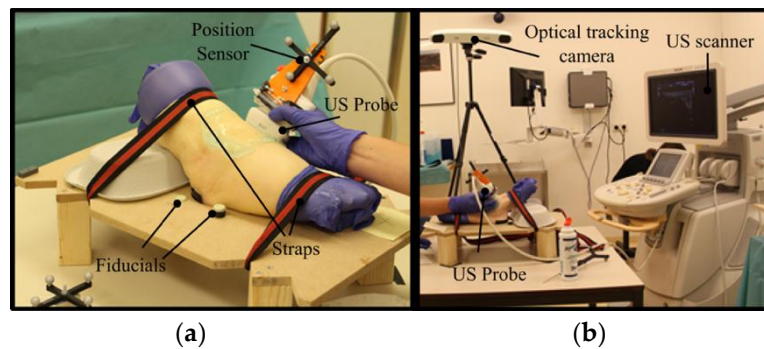 Position
Sensor
US Probe
Fiducials
Straps
Optical tracking
camera
US scanner
US Probe
(a)
(b)